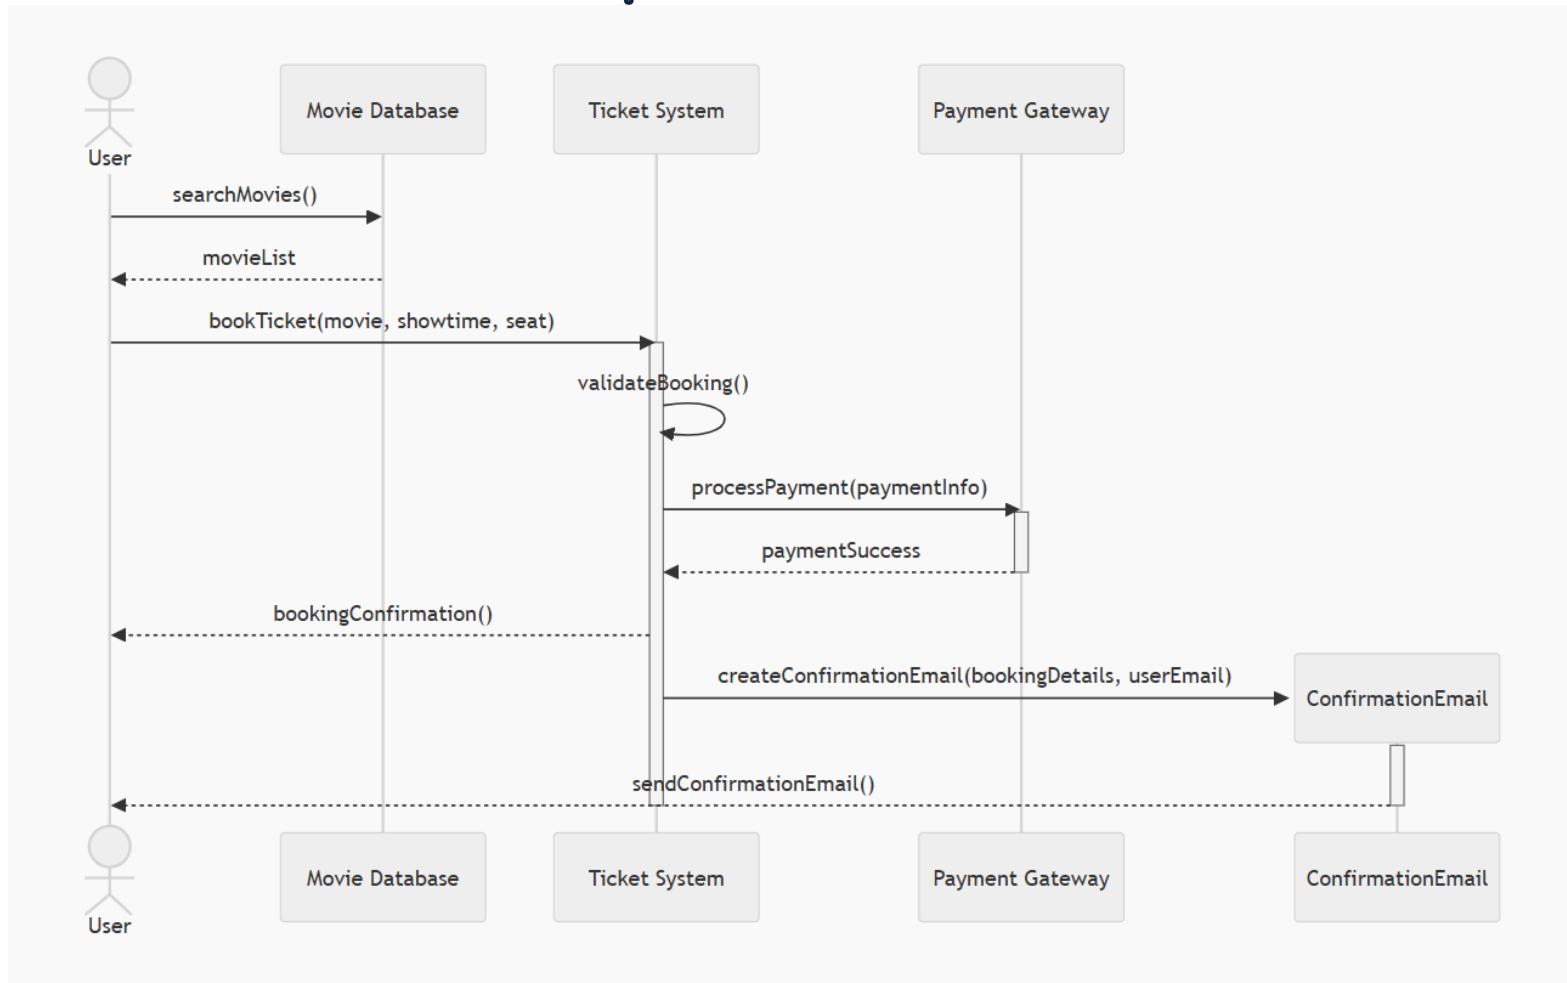 Movie Database
Ticket System
Payment Gateway
User
searchMovies()
movieList
bookTicket(movie, showtime, seat)
validateBooking()
processPayment(paymentInfo)
paymentSuccess
bookingConfirmation()
createConfirmationEmail(bookingDetails, userEmail)
ConfirmationEmail
sendConfirmationEmail()
Movie Database
Ticket System
Payment Gateway
ConfirmationEmail
User